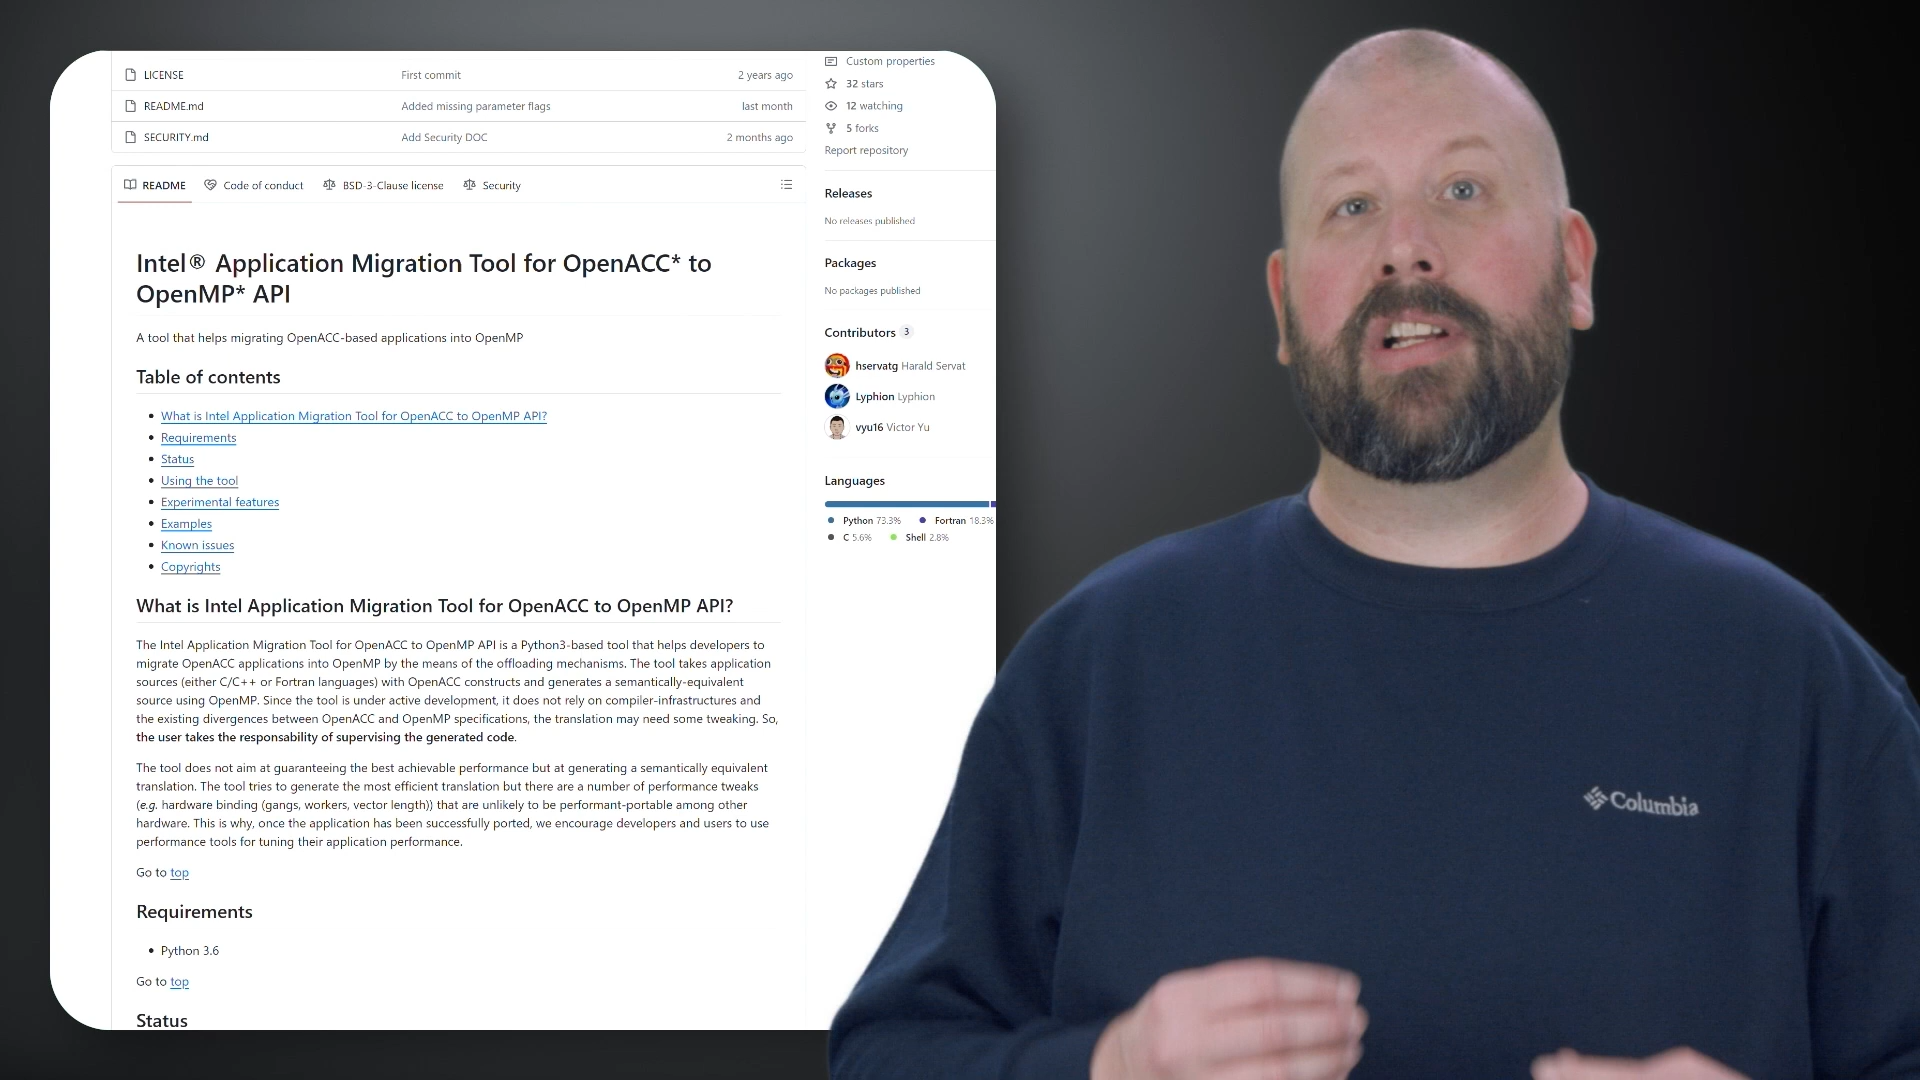 LICENSE First commit 2 years ago
README.md Added missing parameter flags last month
SECURITY.md Add Security DOC 2 months ago
README Code of conduct BSD-3-Clause license Security
Intel® Application Migration Tool for OpenACC* to
OpenMP* API
A tool that helps migrating OpenACC-based applications into OpenMP
Table of contents
What is Intel Application Migration Tool for OpenACC to OpenMP API?
Requirements
Status
Using the tool
Experimental features
Examples
Known issues
Copyrights
What is Intel Application Migration Tool for OpenACC to OpenMP API?
The Intel Application Migration Tool for OpenACC to OpenMP API is a Python3-based tool that helps developers to
migrate OpenACC applications into OpenMP by the means of the offloading mechanisms. The tool takes application
sources (either C/C++ or Fortran languages) with OpenACC constructs and generates a semantically-equivalent
source using OpenMP. Since the tool is under active development, it does not rely on compiler-infrastructures and
the existing divergences between OpenACC and OpenMP specifications, the translation may need some tweaking. So,
the user takes the responsability of supervising the generated code.
The tool does not aim at guaranteeing the best achievable performance but at generating a semantically equivalent
translation. The tool tries to generate the most efficient translation but there are a number of performance tweaks
(e.g. hardware binding (gangs, workers, vector length)) that are unlikely to be performant-portable among other
hardware. This is why, once the application has been successfully ported, we encourage developers and users to use
performance tools for tuning their application performance.
Go to top
Requirements
Python 3.6
Go to top
Status
Custom properties
32 stars
12 watching
5 forks
Report repository
Releases
No releases published
Packages
No packages published
Contributors 3
hservatg Harald Servat
Lyphion Lyphion
vyu16 Victor Yu
Languages
Python 73.3% Fortran 18.3%
C 5.6% Shell 2.8%
Columbia